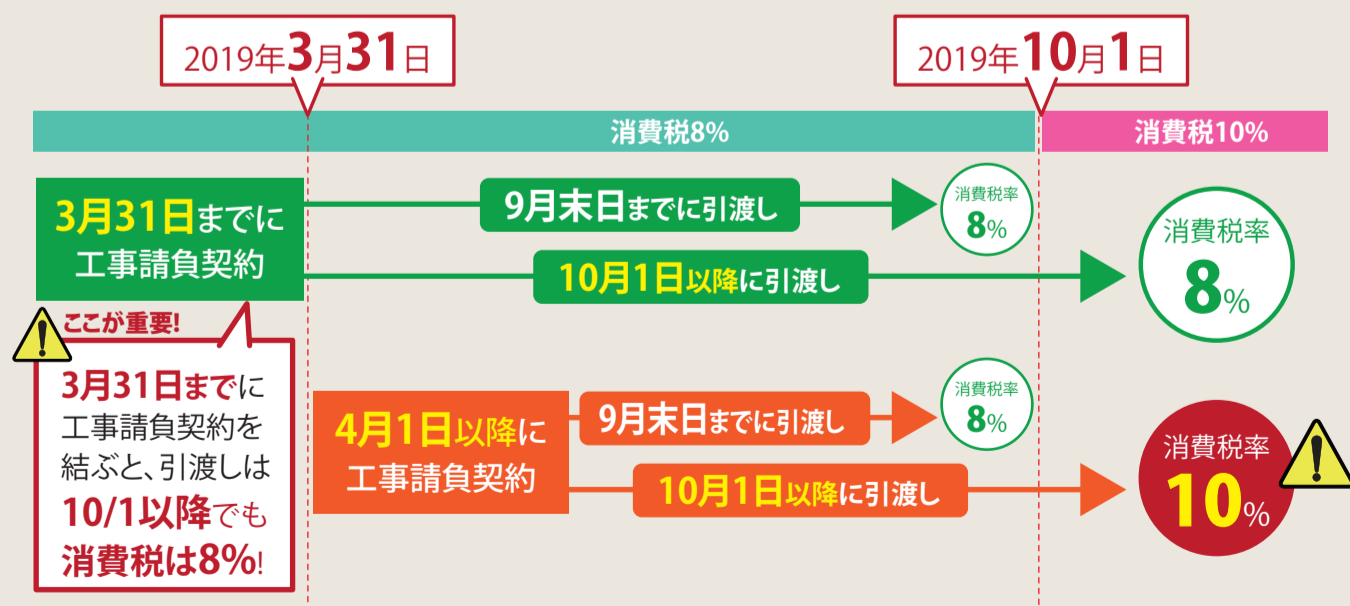 2019年3月31日
2019年10月1日
消費税8%
消費税10%
3月31日までに
工事請負契約
9月末日までに引渡し
消費税率
8%
10月1日以降に引渡し
消費税率
8%
ここが重要!
3月31日までに
工事請負契約を
結ぶと、引渡しは
10/1以降でも
消費税は8%!
4月1日以降に
工事請負契約
9月末日までに引渡し
消費税率
8%
10月1日以降に引渡し
消費税率
10%